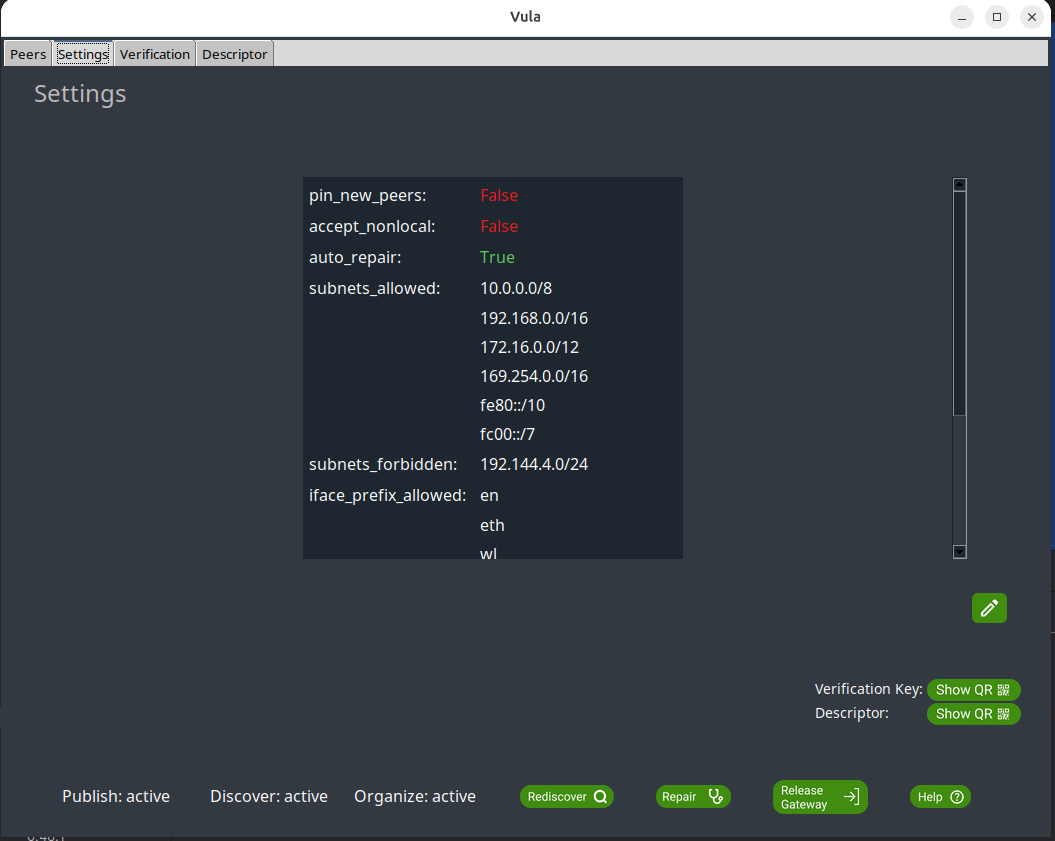 Vula
Peers Settings Verification Descriptor
Settings
pin_new_peers: False
accept_nonlocal: False
auto_repair: True
subnets_allowed: 10.0.0.0/8
192.168.0.0/16
172.16.0.0/12
169.254.0.0/16
fe80::/10
fc00::/7
subnets_forbidden: 192.144.4.0/24
iface_prefix_allowed: en
eth
wl
Verification Key: Show QR
Descriptor: Show QR
Publish: active Discover: active Organize: active Rediscover Repair Release Gateway Help